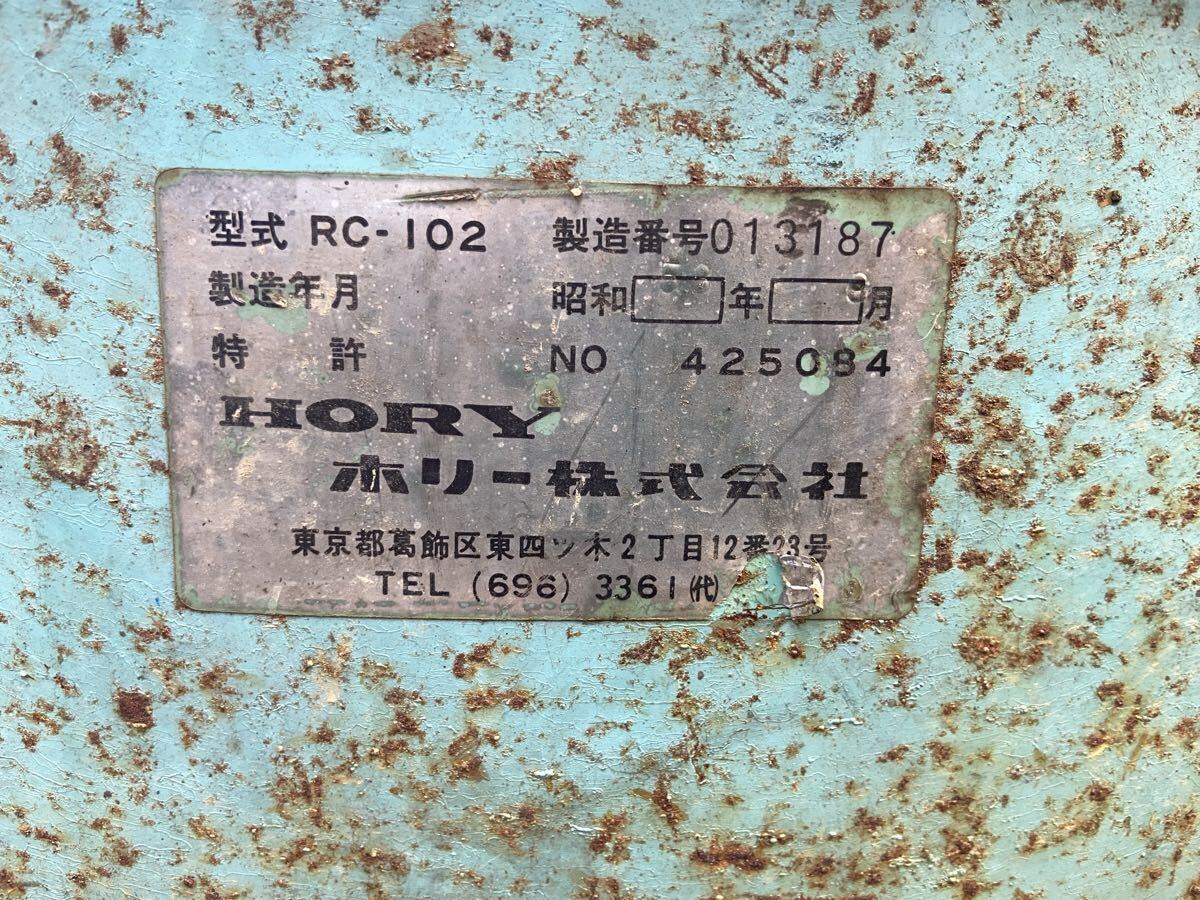 型式 RC-102 製造番号013187
製造年月 昭和 年 月
特許 NO 425084
HORY
ホリー株式会社
東京都葛飾区東四ツ木2丁目12番23号
TEL (696) 3361(代)